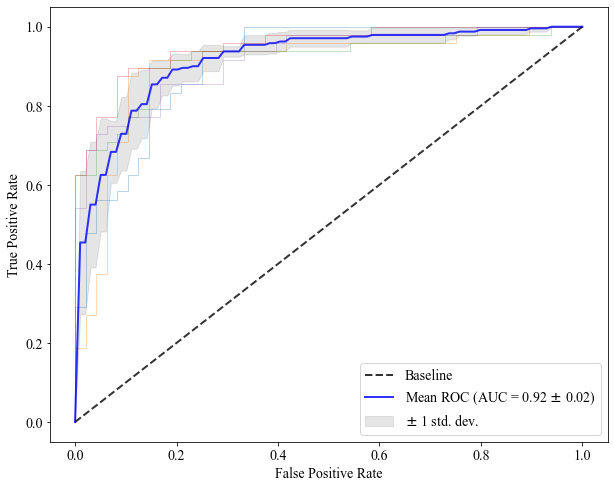 1.0
0.8
0.6
0.4
0.2
0.0
True Positive Rate
0.0 0.2 0.4 0.6 0.8 1.0
False Positive Rate
Baseline
Mean ROC (AUC = 0.92 ± 0.02)
± 1 std. dev.